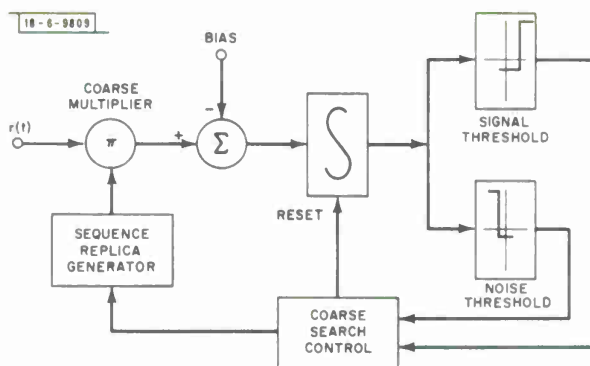 18-6-9809
BIAS
COARSE
MULTIPLIER
r(t)
π
+
−
Σ
∫
RESET
SIGNAL
THRESHOLD
SEQUENCE
REPLICA
GENERATOR
NOISE
THRESHOLD
COARSE
SEARCH
CONTROL